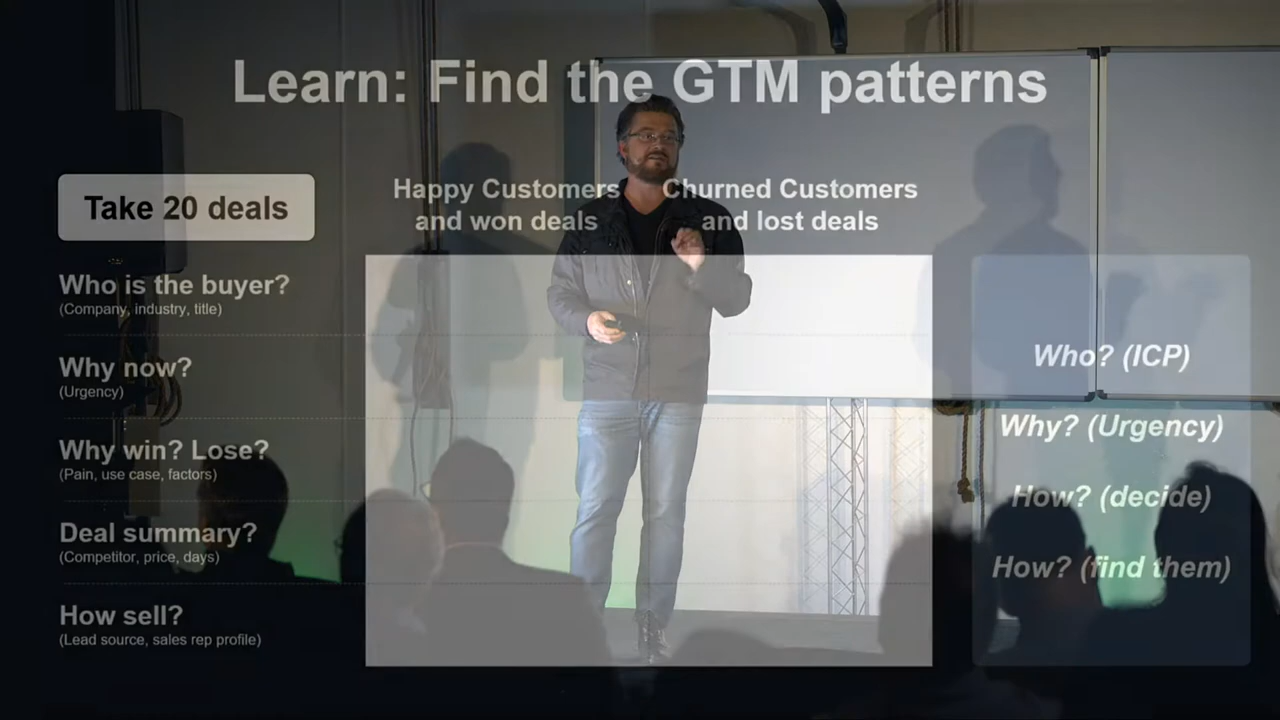 Learn: Find the GTM patterns
Take 20 deals
Happy Customers
and won deals
Churned Customers
and lost deals
Who is the buyer?
(Company, industry, title)
Why now?
(Urgency)
Why win? Lose?
(Pain, use case, factors)
Deal summary?
(Competitor, price, days)
How sell?
(Lead source, sales rep profile)
Who? (ICP)
Why? (Urgency)
How? (decide)
How? (find them)